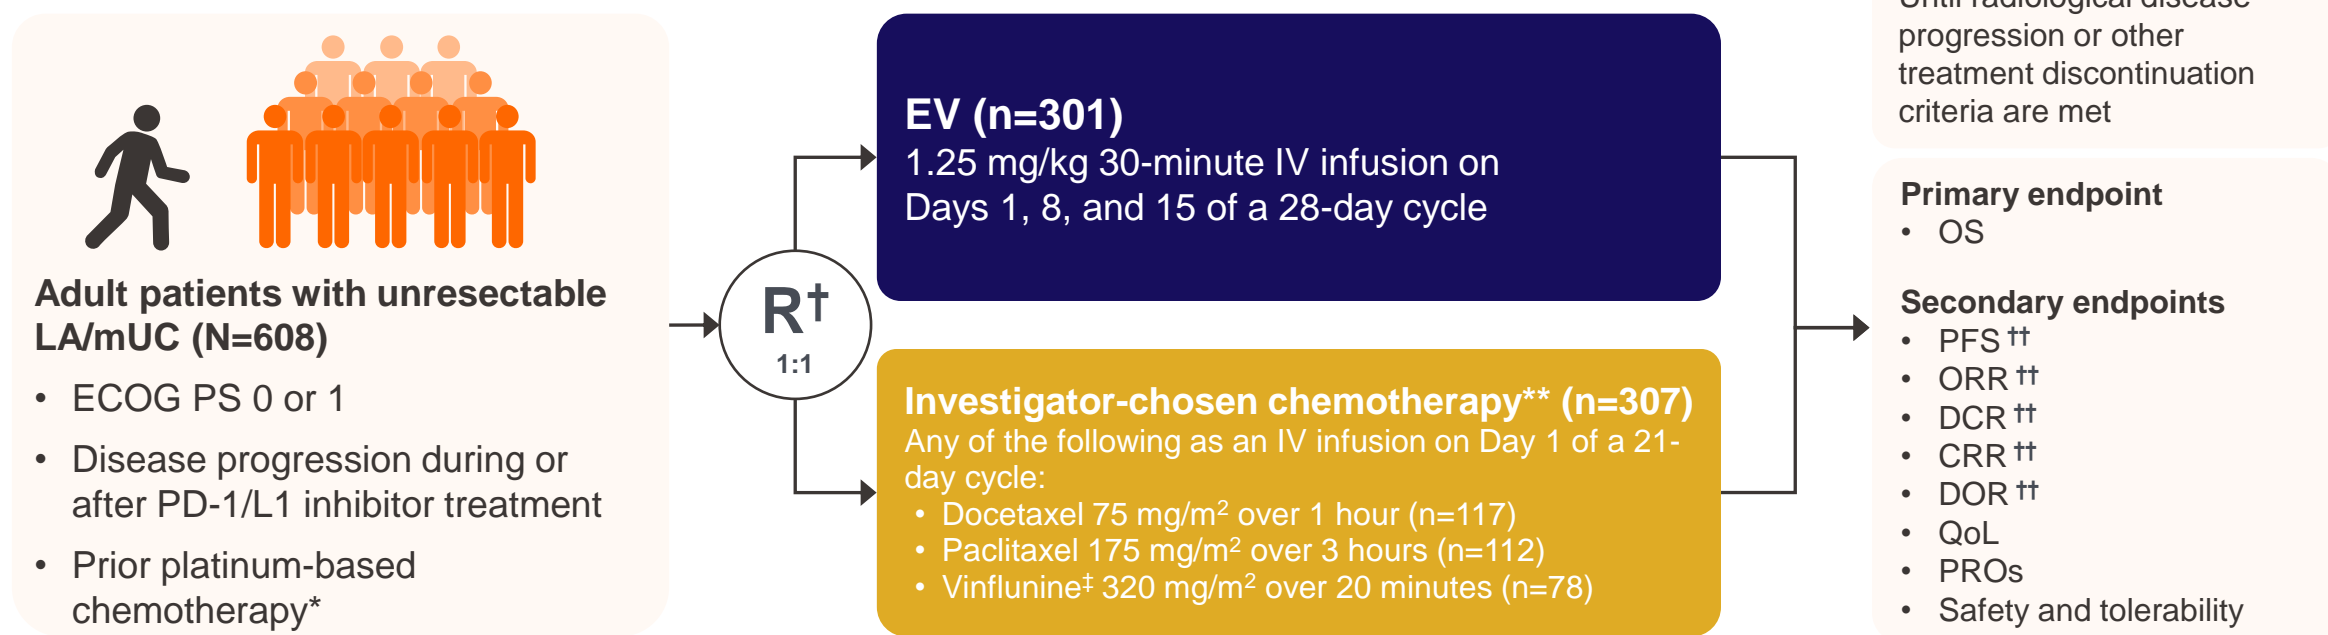 Adult patients with unresectable
LA/mUC (N=608)
• ECOG PS 0 or 1
• Disease progression during or
after PD-1/L1 inhibitor treatment
• Prior platinum-based
chemotherapy*
R†
1:1
EV (n=301)
1.25 mg/kg 30-minute IV infusion on
Days 1, 8, and 15 of a 28-day cycle
Investigator-chosen chemotherapy** (n=307)
Any of the following as an IV infusion on Day 1 of a 21-
day cycle:
• Docetaxel 75 mg/m² over 1 hour (n=117)
• Paclitaxel 175 mg/m² over 3 hours (n=112)
• Vinflunine‡ 320 mg/m² over 20 minutes (n=78)
Until radiological disease
progression or other
treatment discontinuation
criteria are met
Primary endpoint
• OS
Secondary endpoints
• PFS ††
• ORR ††
• DCR ††
• CRR ††
• DOR ††
• QoL
• PROs
• Safety and tolerability